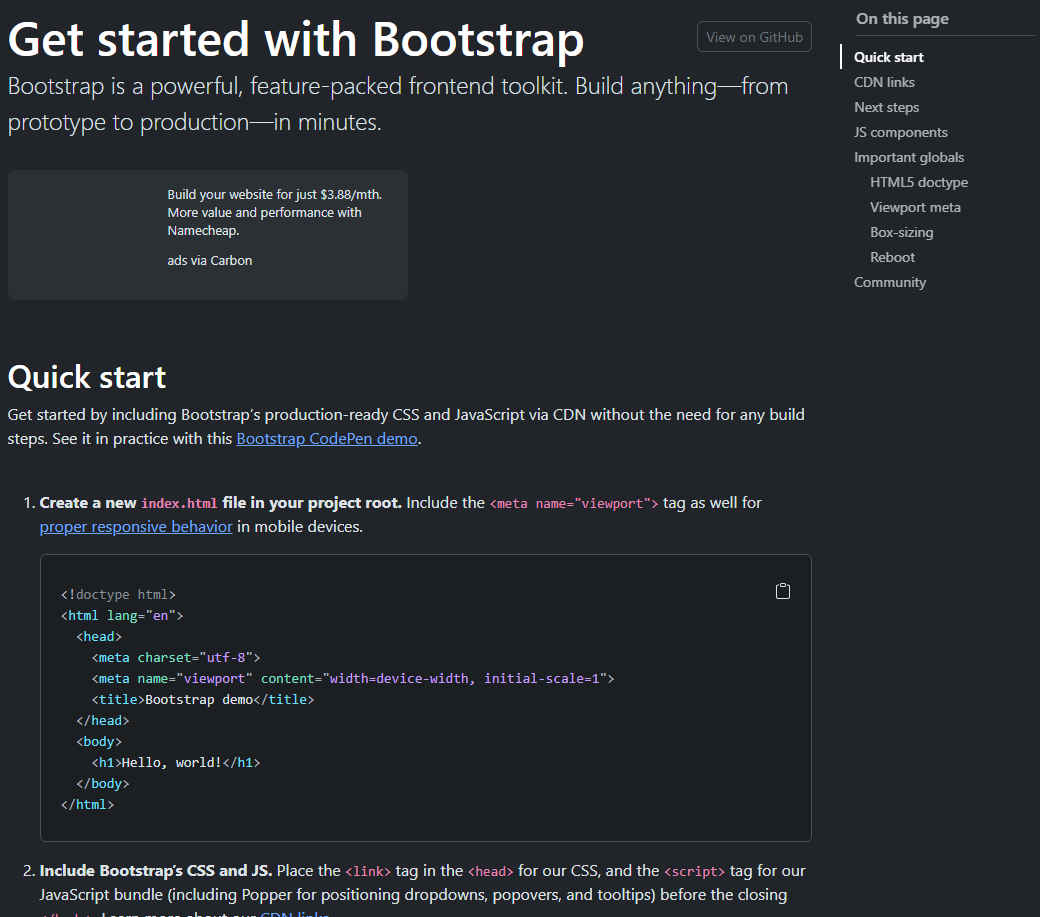 Get started with Bootstrap
View on GitHub
Bootstrap is a powerful, feature-packed frontend toolkit. Build anything—from
prototype to production—in minutes.
Build your website for just $3.88/mth.
More value and performance with
Namecheap.
ads via Carbon
Quick start
Get started by including Bootstrap’s production-ready CSS and JavaScript via CDN without the need for any build
steps. See it in practice with this Bootstrap CodePen demo.
1. Create a new index.html file in your project root. Include the <meta name="viewport"> tag as well for
proper responsive behavior in mobile devices.
<!doctype html>
<html lang="en">
  <head>
    <meta charset="utf-8">
    <meta name="viewport" content="width=device-width, initial-scale=1">
    <title>Bootstrap demo</title>
  </head>
  <body>
    <h1>Hello, world!</h1>
  </body>
</html>
2. Include Bootstrap’s CSS and JS. Place the <link> tag in the <head> for our CSS, and the <script> tag for our
JavaScript bundle (including Popper for positioning dropdowns, popovers, and tooltips) before the closing
</body>. Learn more about our CDN links.
On this page
Quick start
CDN links
Next steps
JS components
Important globals
HTML5 doctype
Viewport meta
Box-sizing
Reboot
Community